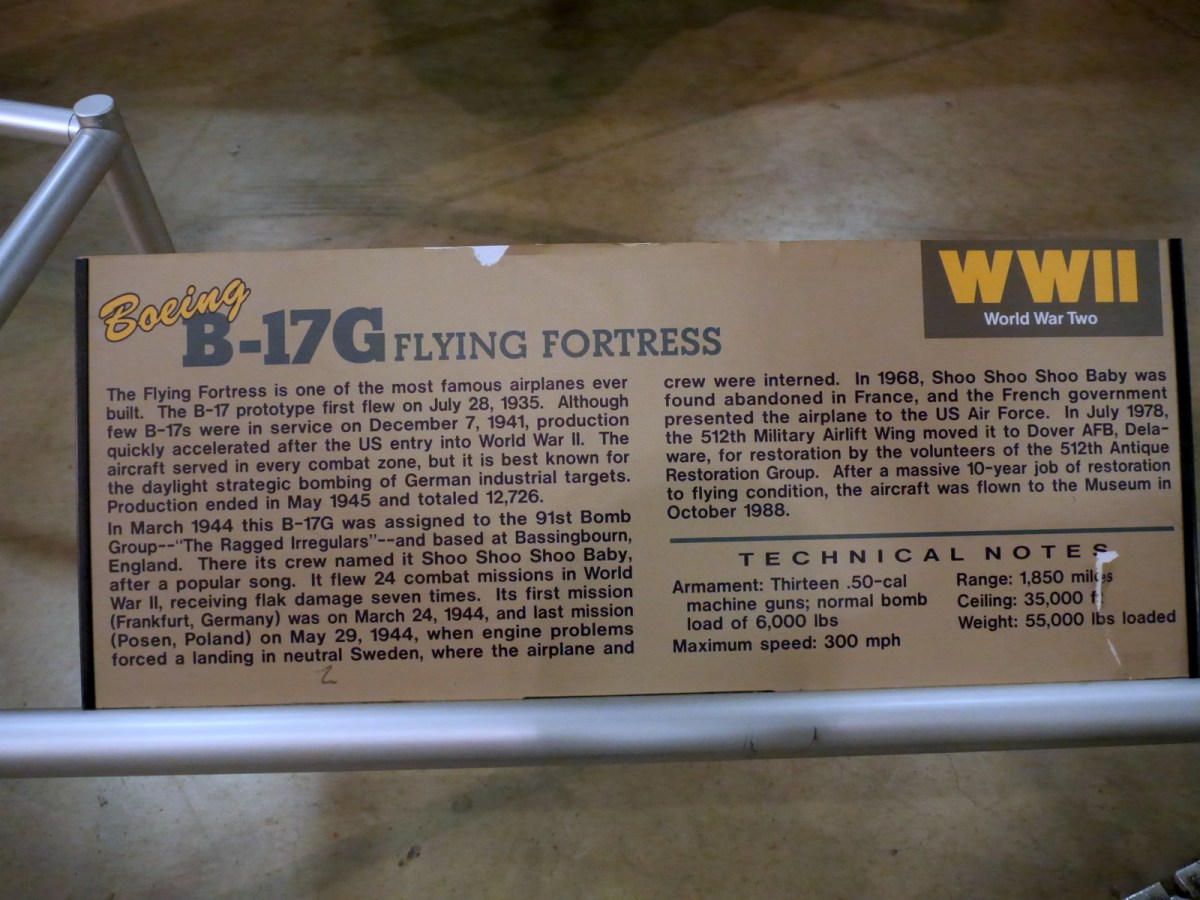 Boeing
B-17G FLYING FORTRESS
WWII
World War Two
The Flying Fortress is one of the most famous airplanes ever
built. The B-17 prototype first flew on July 28, 1935. Although
few B-17s were in service on December 7, 1941, production
quickly accelerated after the US entry into World War II. The
aircraft served in every combat zone, but it is best known for
the daylight strategic bombing of German industrial targets.
Production ended in May 1945 and totaled 12,726.
In March 1944 this B-17G was assigned to the 91st Bomb
Group--"The Ragged Irregulars"--and based at Bassingbourn,
England. There its crew named it Shoo Shoo Shoo Baby,
after a popular song. It flew 24 combat missions in World
War II, receiving flak damage seven times. Its first mission
(Frankfurt, Germany) was on March 24, 1944, and last mission
(Posen, Poland) on May 29, 1944, when engine problems
forced a landing in neutral Sweden, where the airplane and
crew were interned. In 1968, Shoo Shoo Shoo Baby was
found abandoned in France, and the French government
presented the airplane to the US Air Force. In July 1978,
the 512th Military Airlift Wing moved it to Dover AFB, Dela-
ware, for restoration by the volunteers of the 512th Antique
Restoration Group. After a massive 10-year job of restoration
to flying condition, the aircraft was flown to the Museum in
October 1988.
TECHNICAL NOTES
Armament: Thirteen .50-cal
machine guns; normal bomb
load of 6,000 lbs
Maximum speed: 300 mph
Range: 1,850 miles
Ceiling: 35,000 ft
Weight: 55,000 lbs loaded